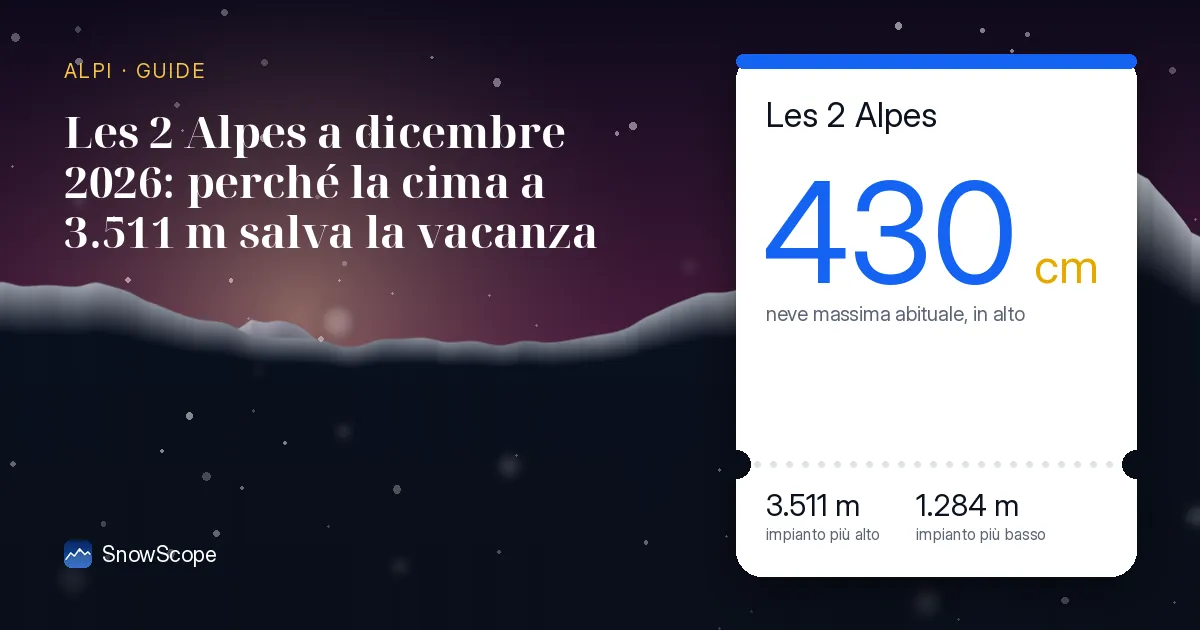 ALPI · GUIDE
Les 2 Alpes a dicembre
2026: perché la cima a
3.511 m salva la vacanza
SnowScope
Les 2 Alpes
430 cm
neve massima abituale, in alto
3.511 m
impianto più alto
1.284 m
impianto più basso